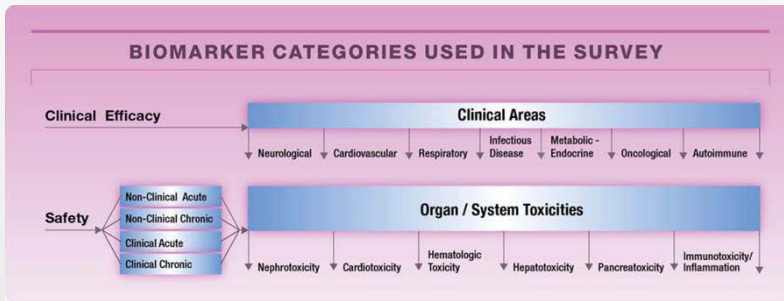 BIOMARKER CATEGORIES USED IN THE SURVEY
Clinical Efficacy
Clinical Areas
Neurological
Cardiovascular
Respiratory
Infectious
Disease
Metabolic -
Endocrine
Oncological
Autoimmune
Safety
Non-Clinical Acute
Non-Clinical Chronic
Clinical Acute
Clinical Chronic
Organ / System Toxicities
Nephrotoxicity
Cardiotoxicity
Hematologic
Toxicity
Hepatotoxicity
Pancreatoxicity
Immunotoxicity/
Inflammation